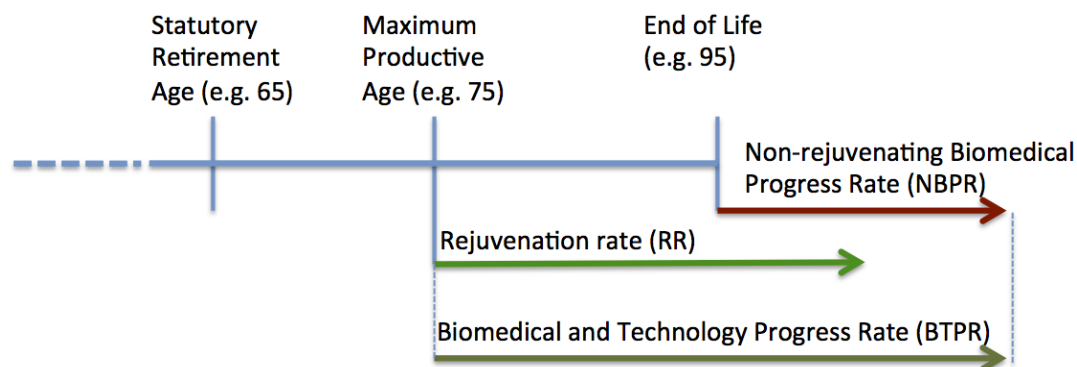 Statutory
Retirement
Age (e.g. 65)
Maximum
Productive
Age (e.g. 75)
End of Life
(e.g. 95)
Non-rejuvenating Biomedical
Progress Rate (NBPR)
Rejuvenation rate (RR)
Biomedical and Technology Progress Rate (BTPR)